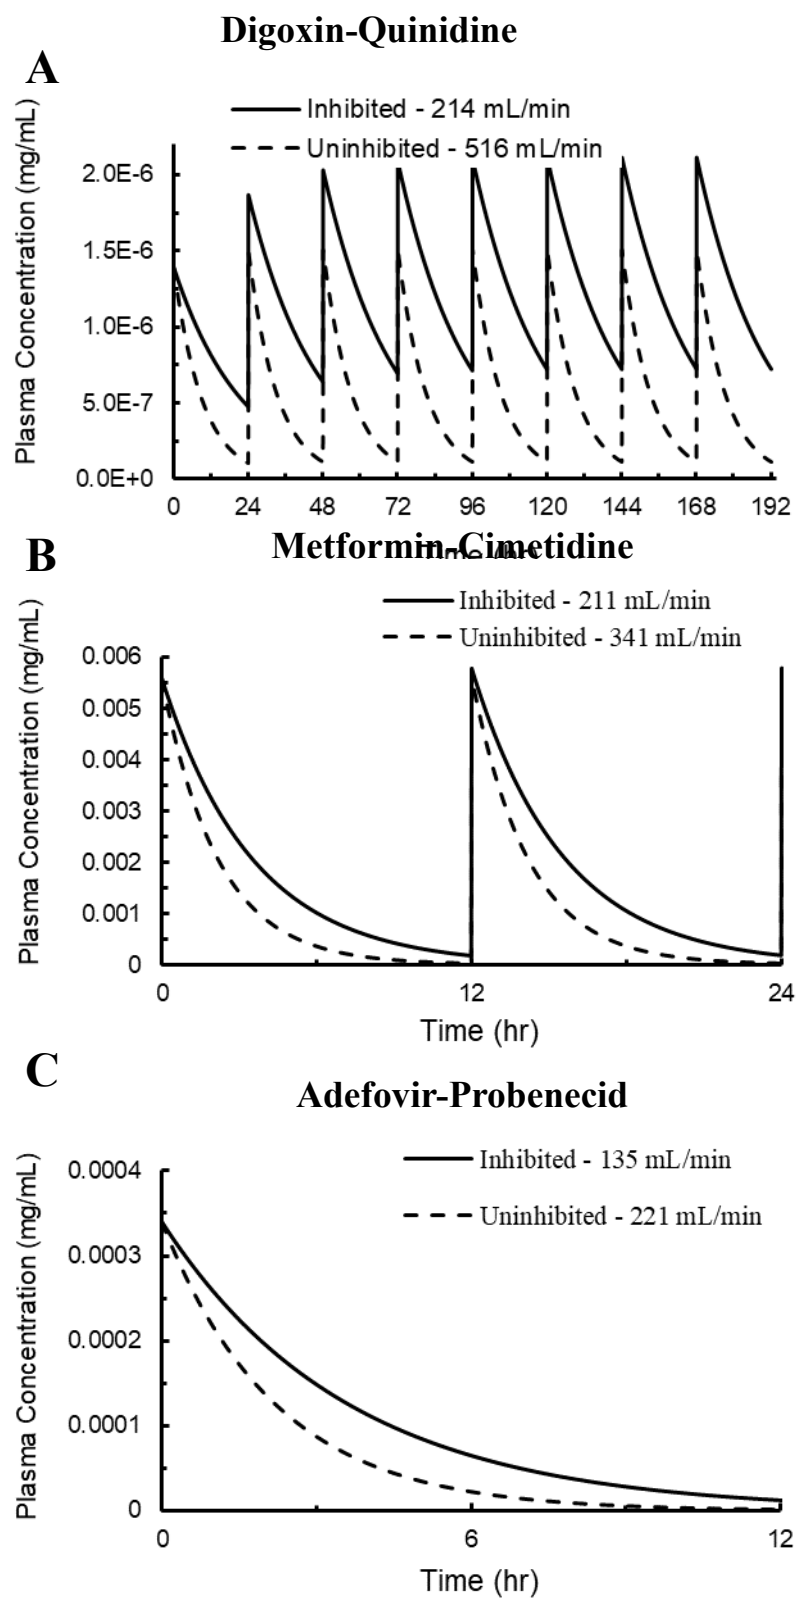 Digoxin-Quinidine
A
Plasma Concentration (mg/mL)
Inhibited - 214 mL/min
Uninhibited - 516 mL/min
2.0E-6
1.5E-6
1.0E-6
5.0E-7
0.0E+0
0 24 48 72 96 120 144 168 192
Time (hr)
B
Metformin-Cimetidine
Plasma Concentration (mg/mL)
Inhibited - 211 mL/min
Uninhibited - 341 mL/min
0.006
0.005
0.004
0.003
0.002
0.001
0
0 12 24
Time (hr)
C
Adefovir-Probenecid
Plasma Concentration (mg/mL)
Inhibited - 135 mL/min
Uninhibited - 221 mL/min
0.0004
0.0003
0.0002
0.0001
0
0 6 12
Time (hr)